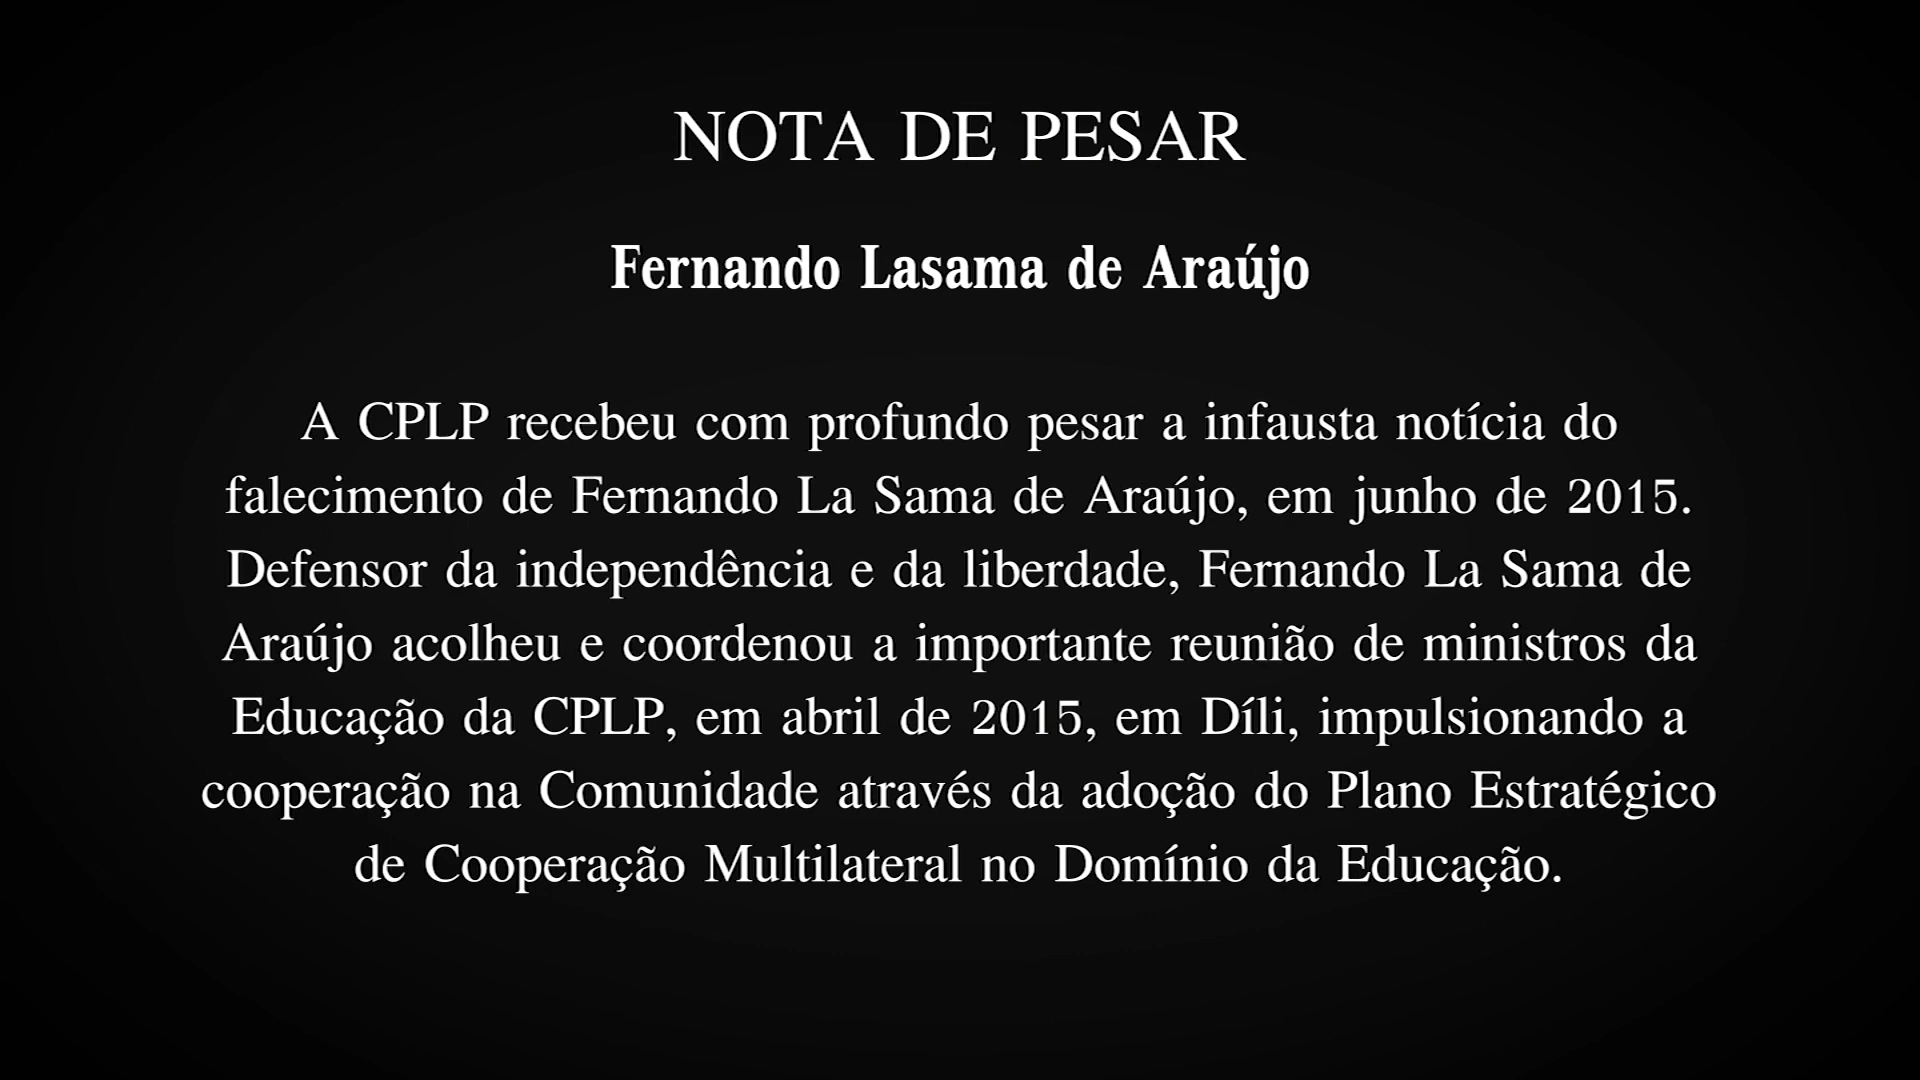 NOTA DE PESAR
Fernando Lasama de Araújo
A CPLP recebeu com profundo pesar a infausta notícia do
falecimento de Fernando La Sama de Araújo, em junho de 2015.
Defensor da independência e da liberdade, Fernando La Sama de
Araújo acolheu e coordenou a importante reunião de ministros da
Educação da CPLP, em abril de 2015, em Díli, impulsionando a
cooperação na Comunidade através da adoção do Plano Estratégico
de Cooperação Multilateral no Domínio da Educação.